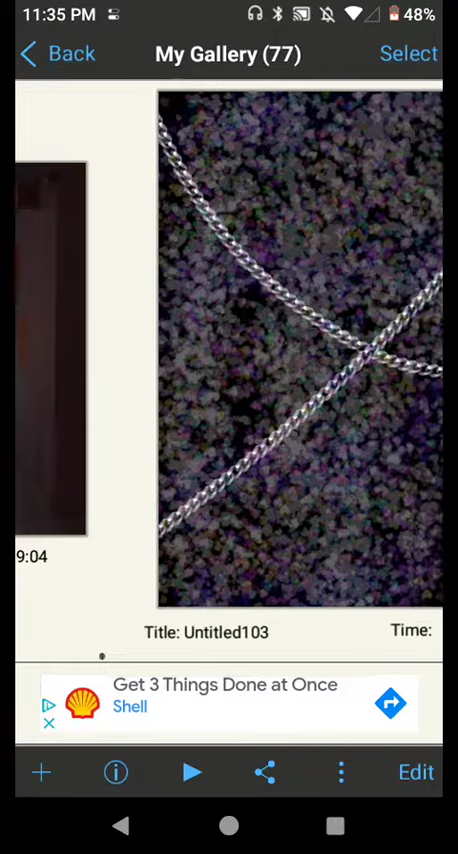 11:35 PM 48%
Back My Gallery (77) Select
9:04
Title: Untitled103 Time:
Get 3 Things Done at Once
Shell
Edit